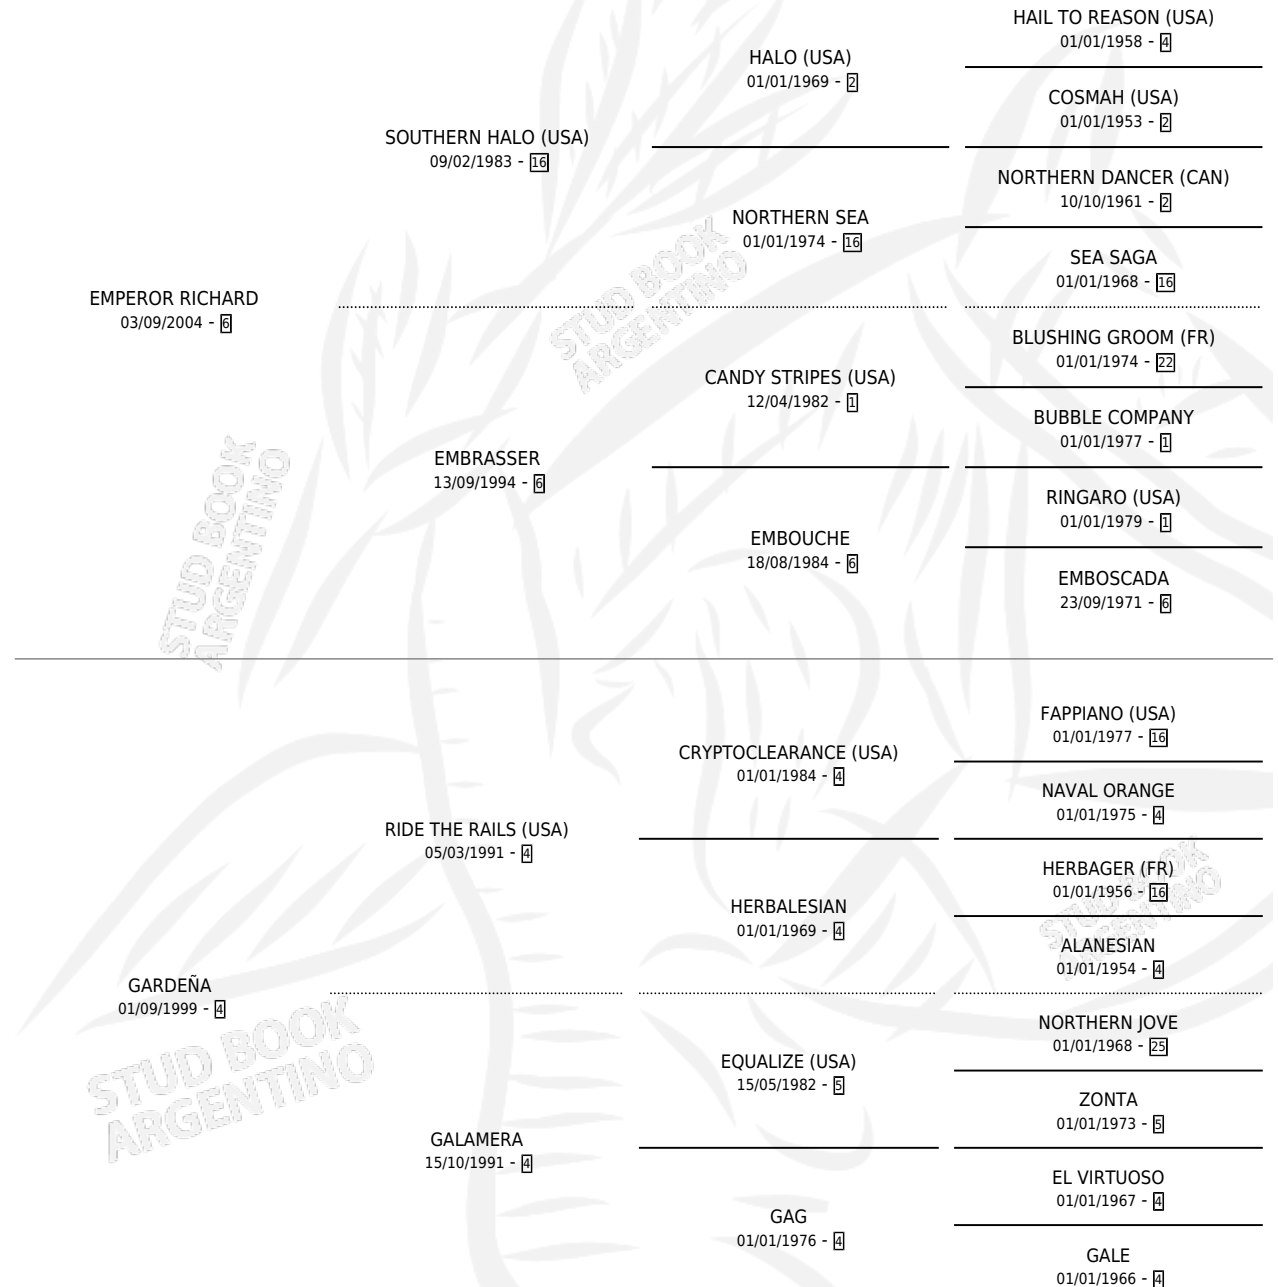 HAIL TO REASON (USA)
01/01/1958 - 4
HALO (USA)
01/01/1969 - 2
COSMAH (USA)
01/01/1953 - 2
SOUTHERN HALO (USA)
09/02/1983 - 16
NORTHERN DANCER (CAN)
10/10/1961 - 2
NORTHERN SEA
01/01/1974 - 16
SEA SAGA
01/01/1968 - 16
EMPEROR RICHARD
03/09/2004 - 6
STUD BOOK
ARGENTINO
BLUSHING GROOM (FR)
01/01/1974 - 22
CANDY STRIPES (USA)
12/04/1982 - 1
BUBBLE COMPANY
01/01/1977 - 1
EMBRASSER
13/09/1994 - 6
RINGARO (USA)
01/01/1979 - 1
EMBOUCHE
18/08/1984 - 6
EMBOSCADA
23/09/1971 - 6
STUD BOOK
ARGENTINO
FAPPIANO (USA)
01/01/1977 - 16
CRYPTOCLEARANCE (USA)
01/01/1984 - 4
NAVAL ORANGE
01/01/1975 - 4
RIDE THE RAILS (USA)
05/03/1991 - 4
HERBAGER (FR)
01/01/1956 - 16
HERBALESIAN
01/01/1969 - 4
STUD BOOK
ARGENTINO
ALANESIAN
01/01/1954 - 4
GARDEÑA
01/09/1999 - 4
STUD BOOK
ARGENTINO
NORTHERN JOVE
01/01/1968 - 25
EQUALIZE (USA)
15/05/1982 - 5
ZONTA
01/01/1973 - 5
GALAMERA
15/10/1991 - 4
EL VIRTUOSO
01/01/1967 - 4
GAG
01/01/1976 - 4
GALE
01/01/1966 - 4